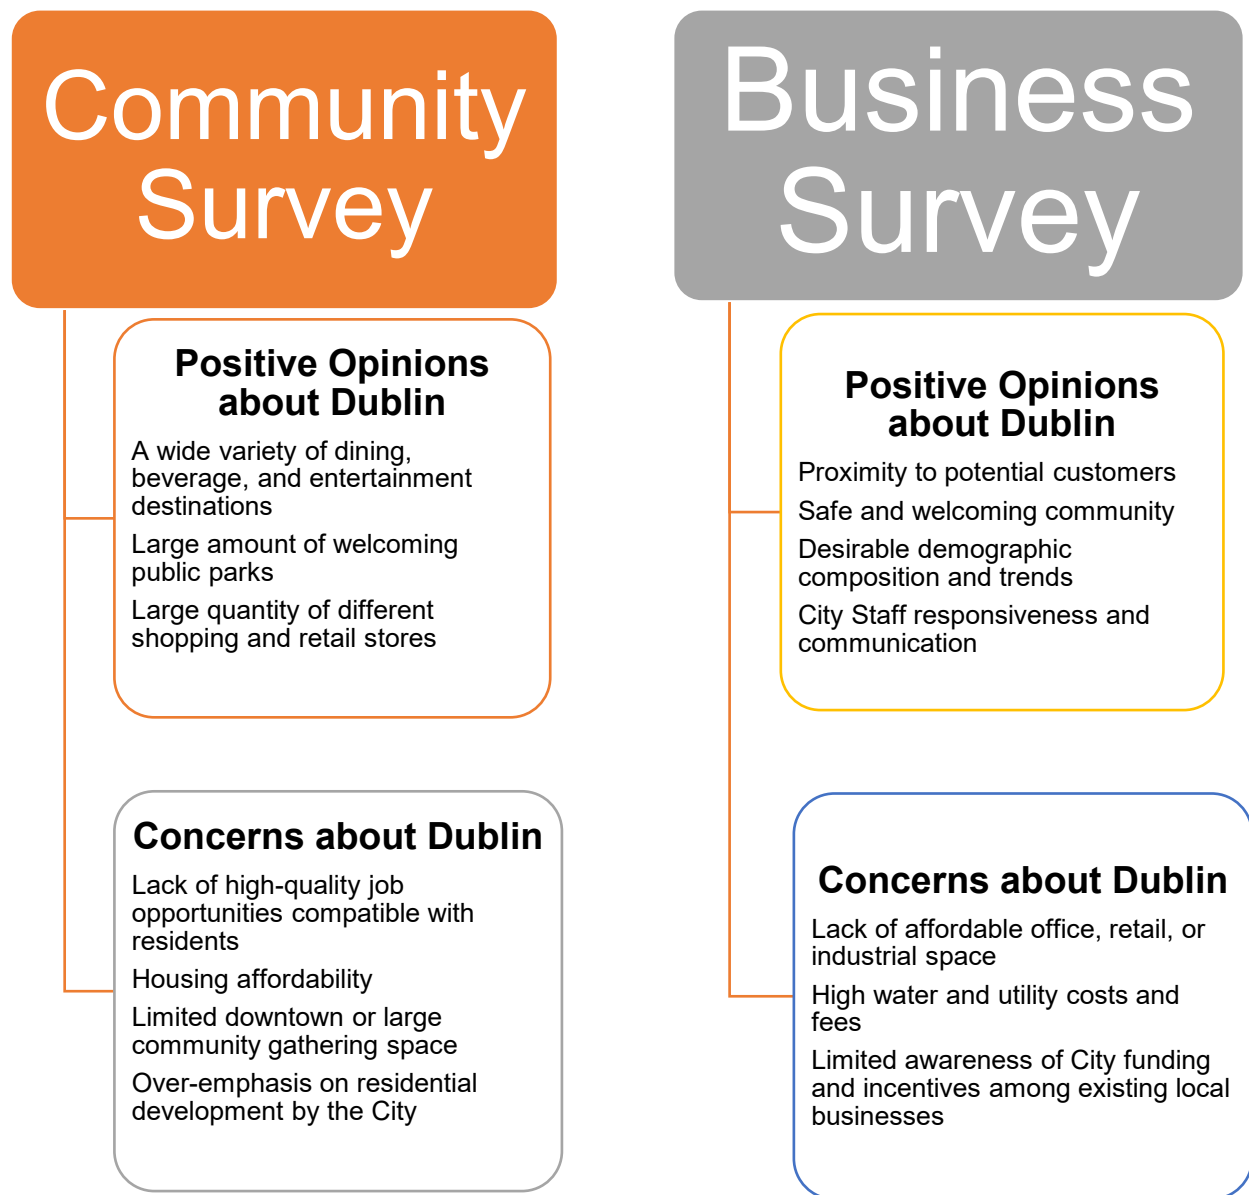 Community
Survey
Positive Opinions
about Dublin
A wide variety of dining,
beverage, and entertainment
destinations
Large amount of welcoming
public parks
Large quantity of different
shopping and retail stores
Concerns about Dublin
Lack of high-quality job
opportunities compatible with
residents
Housing affordability
Limited downtown or large
community gathering space
Over-emphasis on residential
development by the City
Business
Survey
Positive Opinions
about Dublin
Proximity to potential customers
Safe and welcoming community
Desirable demographic
composition and trends
City Staff responsiveness and
communication
Concerns about Dublin
Lack of affordable office, retail, or
industrial space
High water and utility costs and
fees
Limited awareness of City funding
and incentives among existing local
businesses